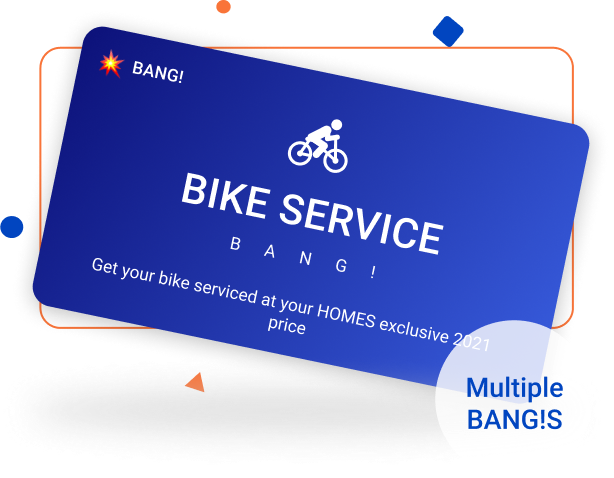 BANG!
BIKE SERVICE
B A N G !
Get your bike serviced at your HOMES exclusive 2021
price
Multiple
BANG!S